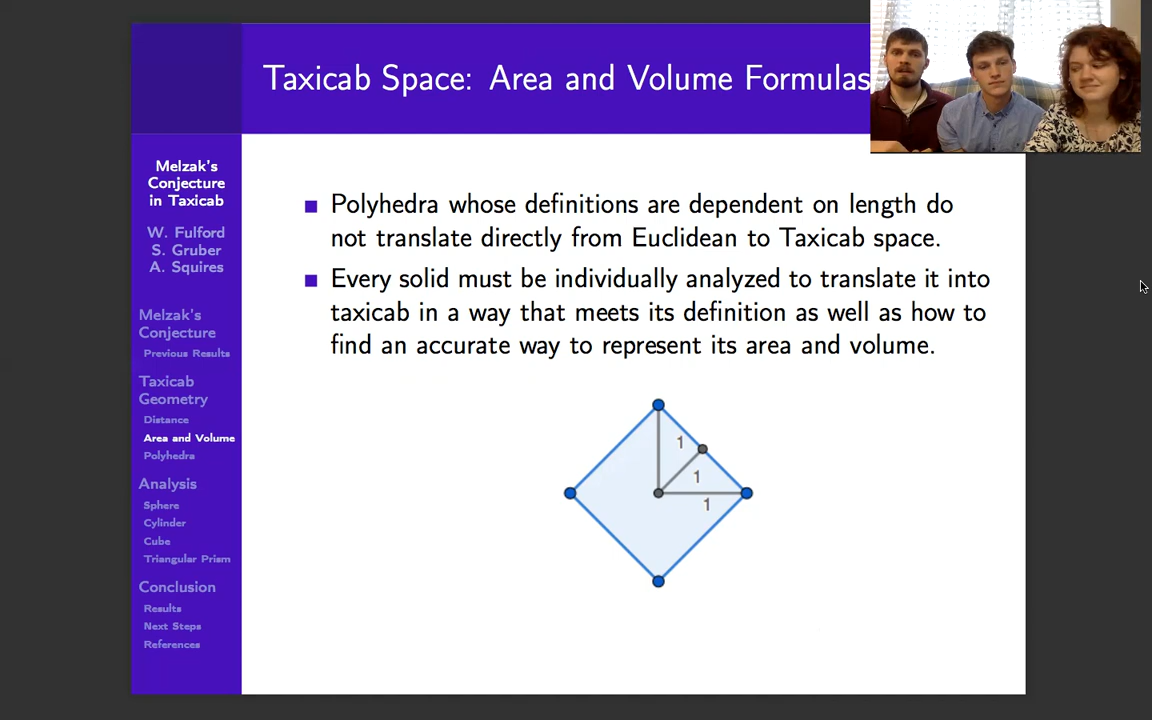 Taxicab Space: Area and Volume Formulas
Melzak's
Conjecture
in Taxicab
W. Fulford
S. Gruber
A. Squires
Melzak's
Conjecture
Previous Results
Taxicab
Geometry
Distance
Area and Volume
Polyhedra
Analysis
Sphere
Cylinder
Cube
Triangular Prism
Conclusion
Results
Next Steps
References
Polyhedra whose definitions are dependent on length do
not translate directly from Euclidean to Taxicab space.
Every solid must be individually analyzed to translate it into
taxicab in a way that meets its definition as well as how to
find an accurate way to represent its area and volume.
1
1
1